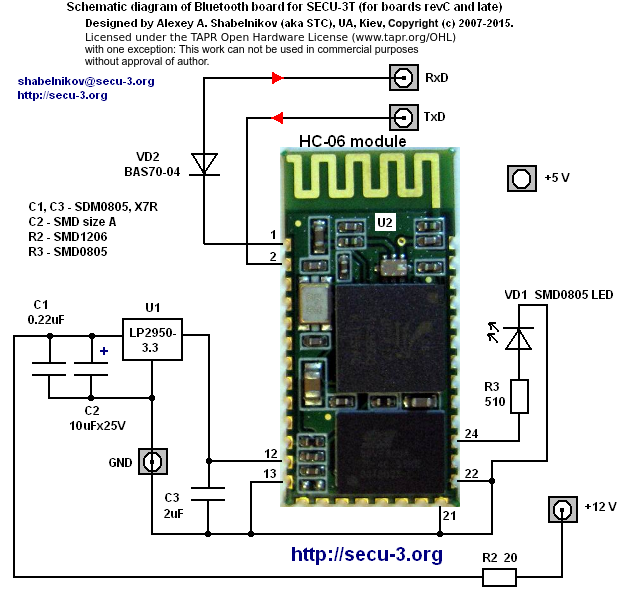 Schematic diagram of Bluetooth board for SECU-3T (for boards revC and late)
Designed by Alexey A. Shabelnikov (aka STC), UA, Kiev, Copyright (c) 2007-2015.
Licensed under the TAPR Open Hardware License (www.tapr.org/OHL)
with one exception: This work can not be used in commercial purposes
without approval of author.
shabelnikov@secu-3.org
http://secu-3.org
RxD
TxD
HC-06 module
VD2
BAS70-04
+5 V
C1, C3 - SDM0805, X7R
C2 - SMD size A
R2 - SMD1206
R3 - SMD0805
U2
1
2
C1
0.22uF
U1
LP2950-
3.3
+
VD1 SMD0805 LED
C2
10uFx25V
R3
510
24
GND
12
13
22
C3
2uF
21
+12 V
http://secu-3.org
R2 20